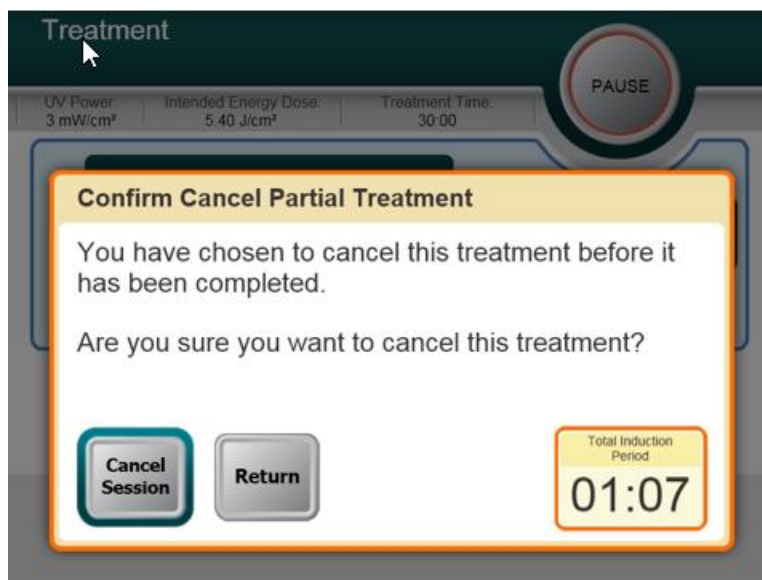 Treatment
PAUSE
UV Power: Intended Energy Dose: Treatment Time:
3 mW/cm² 5.40 J/cm² 30:00
Confirm Cancel Partial Treatment
You have chosen to cancel this treatment before it
has been completed.
Are you sure you want to cancel this treatment?
Cancel
Session
Return
Total Induction
Period
01:07